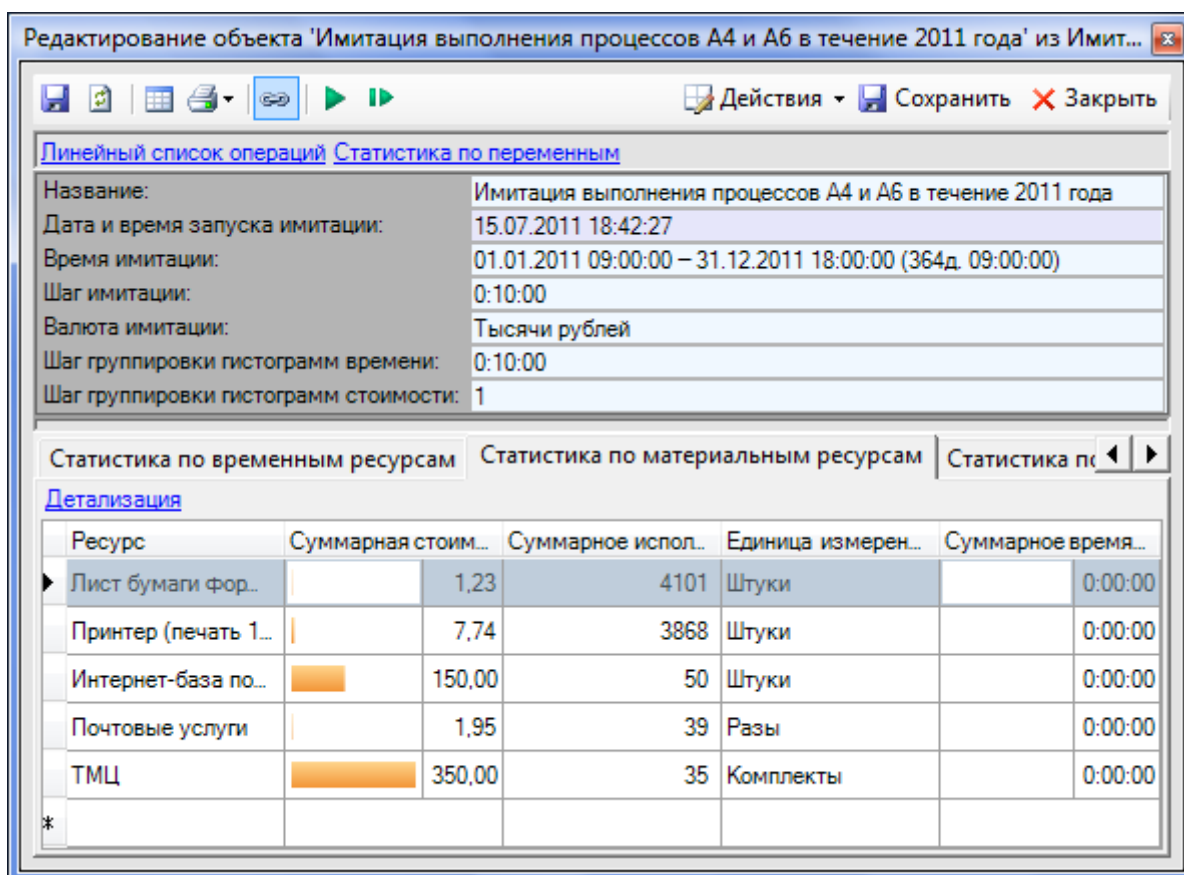 Редактирование объекта 'Имитация выполнения процессов А4 и А6 в течение 2011 года' из Имит...
Действия Сохранить Закрыть
Линейный список операций Статистика по переменным
Название: Имитация выполнения процессов А4 и А6 в течение 2011 года
Дата и время запуска имитации: 15.07.2011 18:42:27
Время имитации: 01.01.2011 09:00:00 – 31.12.2011 18:00:00 (364д. 09:00:00)
Шаг имитации: 0:10:00
Валюта имитации: Тысячи рублей
Шаг группировки гистограмм времени: 0:10:00
Шаг группировки гистограмм стоимости: 1
Статистика по временным ресурсам Статистика по материальным ресурсам Статистика по
Детализация
Ресурс Суммарная стоим... Суммарное испол... Единица измерен... Суммарное время...
Лист бумаги фор... 1,23 4101 Штуки 0:00:00
Принтер (печать 1... 7,74 3868 Штуки 0:00:00
Интернет-база по... 150,00 50 Штуки 0:00:00
Почтовые услуги 1,95 39 Разы 0:00:00
ТМЦ 350,00 35 Комплекты 0:00:00
*